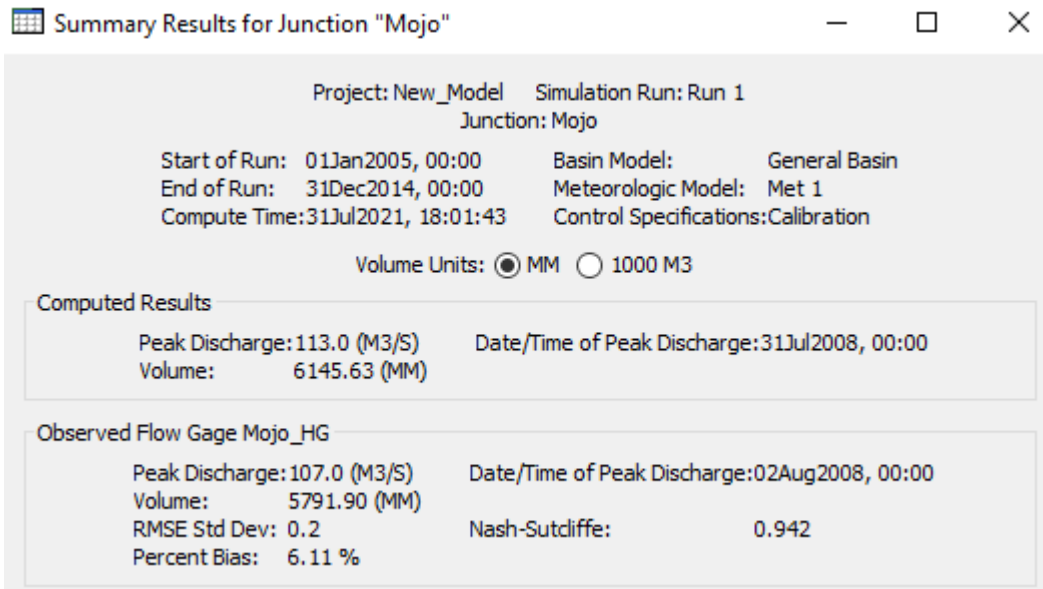 Summary Results for Junction "Mojo"
Project: New_Model Simulation Run: Run 1
Junction: Mojo
Start of Run: 01Jan2005, 00:00 Basin Model: General Basin
End of Run: 31Dec2014, 00:00 Meteorologic Model: Met 1
Compute Time:31Jul2021, 18:01:43 Control Specifications:Calibration
Volume Units: MM 1000 M3
Computed Results
Peak Discharge:113.0 (M3/S) Date/Time of Peak Discharge:31Jul2008, 00:00
Volume: 6145.63 (MM)
Observed Flow Gage Mojo_HG
Peak Discharge:107.0 (M3/S) Date/Time of Peak Discharge:02Aug2008, 00:00
Volume: 5791.90 (MM)
RMSE Std Dev: 0.2 Nash-Sutcliffe: 0.942
Percent Bias: 6.11 %